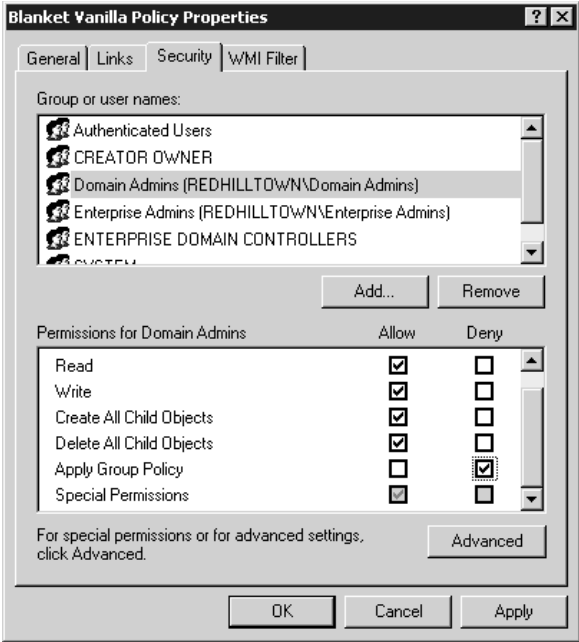 Blanket Vanilla Policy Properties
General Links Security WMI Filter
Group or user names:
Authenticated Users
CREATOR OWNER
Domain Admins (REDHILLTOWN\Domain Admins)
Enterprise Admins (REDHILLTOWN\Enterprise Admins)
ENTERPRISE DOMAIN CONTROLLERS
SYSTEM
Add... Remove
Permissions for Domain Admins Allow Deny
Read
Write
Create All Child Objects
Delete All Child Objects
Apply Group Policy
Special Permissions
For special permissions or for advanced settings,
click Advanced.
Advanced
OK Cancel Apply